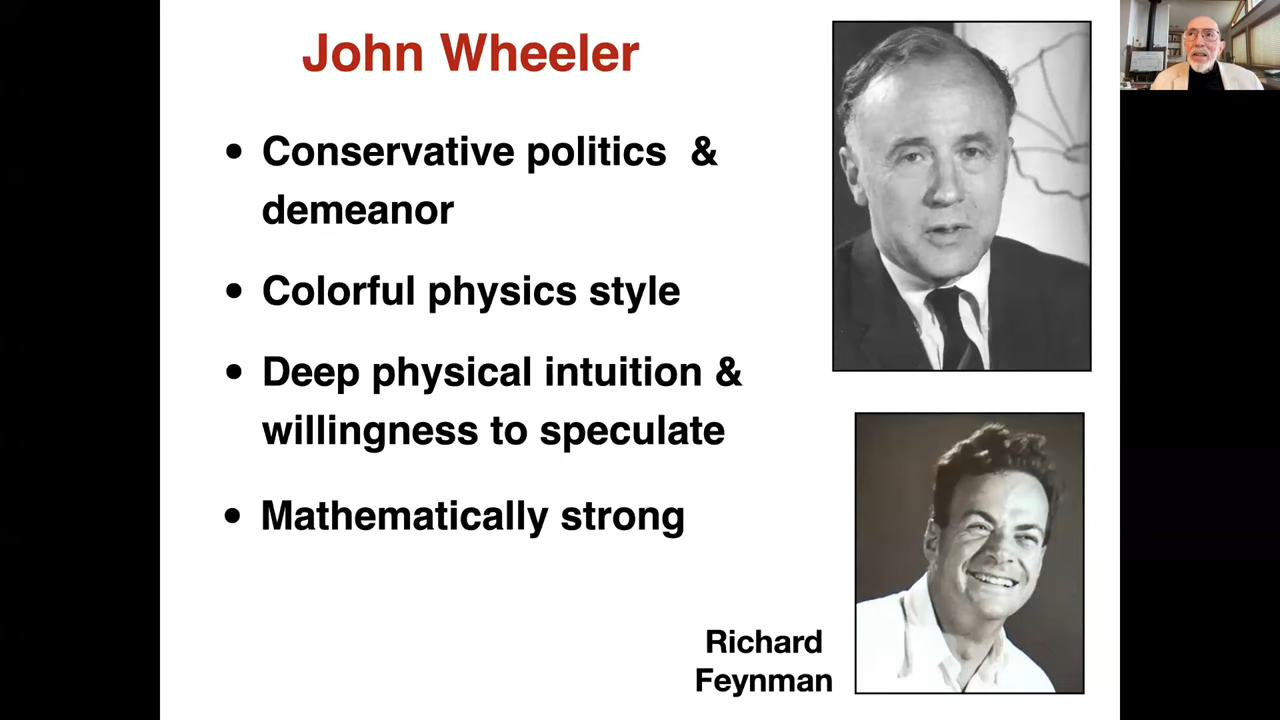 John Wheeler
• Conservative politics &
demeanor
• Colorful physics style
• Deep physical intuition &
willingness to speculate
• Mathematically strong
Richard
Feynman